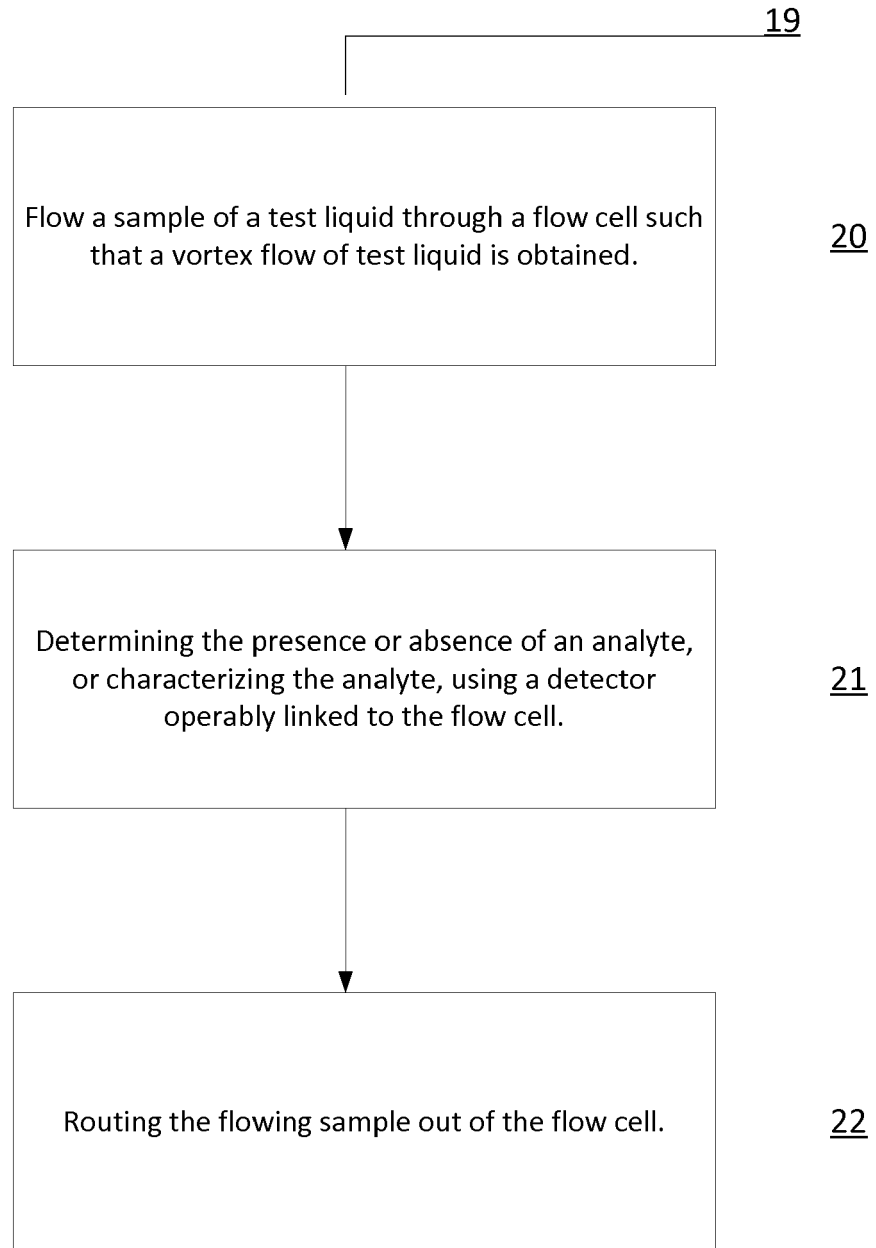 19
Flow a sample of a test liquid through a flow cell such
that a vortex flow of test liquid is obtained.
20
Determining the presence or absence of an analyte,
or characterizing the analyte, using a detector
operably linked to the flow cell.
21
Routing the flowing sample out of the flow cell.
22